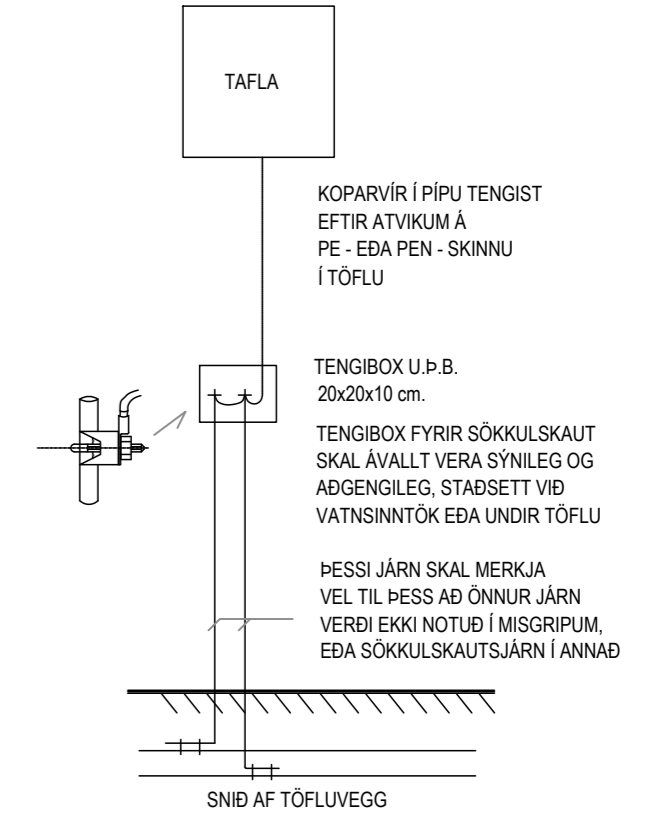 TAFLA
KOPARVÍR Í PÍPU TENGIST
EFTIR ATVIKUM Á
PE - EÐA PEN - SKINNU
Í TÖFLU
TENGIBOX U.Þ.B.
20x20x10 cm.
TENGIBOX FYRIR SÖKKULSKAUT
SKAL ÁVALLT VERA SÝNILEG OG
AÐGENGILEG, STAÐSETT VIÐ
VATNSINNTÖK EÐA UNDIR TÖFLU
ÞESSI JÁRN SKAL MERKJA
VEL TIL ÞESS AÐ ÖNNUR JÁRN
VERÐI EKKI NOTUÐ Í MISGRIPUM,
EÐA SÖKKULSKAUTSJÁRN Í ANNAÐ
SNIÐ AF TÖFLUVEGG